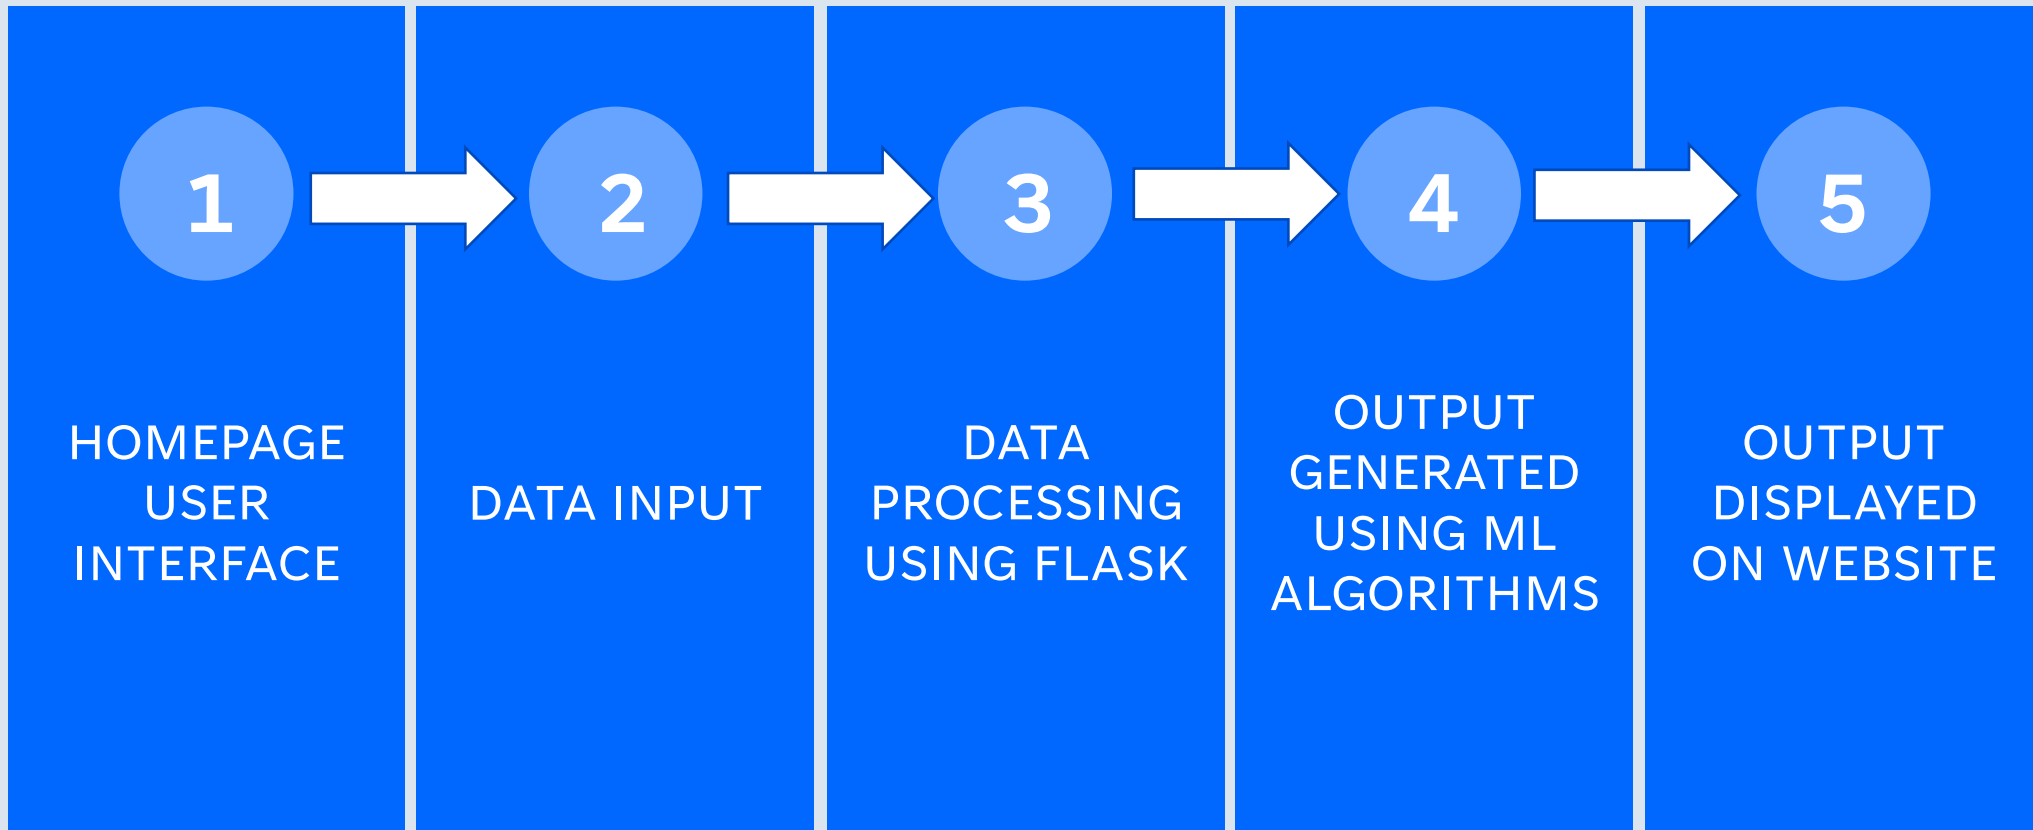 1
HOMEPAGE
USER
INTERFACE
2
DATA INPUT
3
DATA
PROCESSING
USING FLASK
4
OUTPUT
GENERATED
USING ML
ALGORITHMS
5
OUTPUT
DISPLAYED
ON WEBSITE